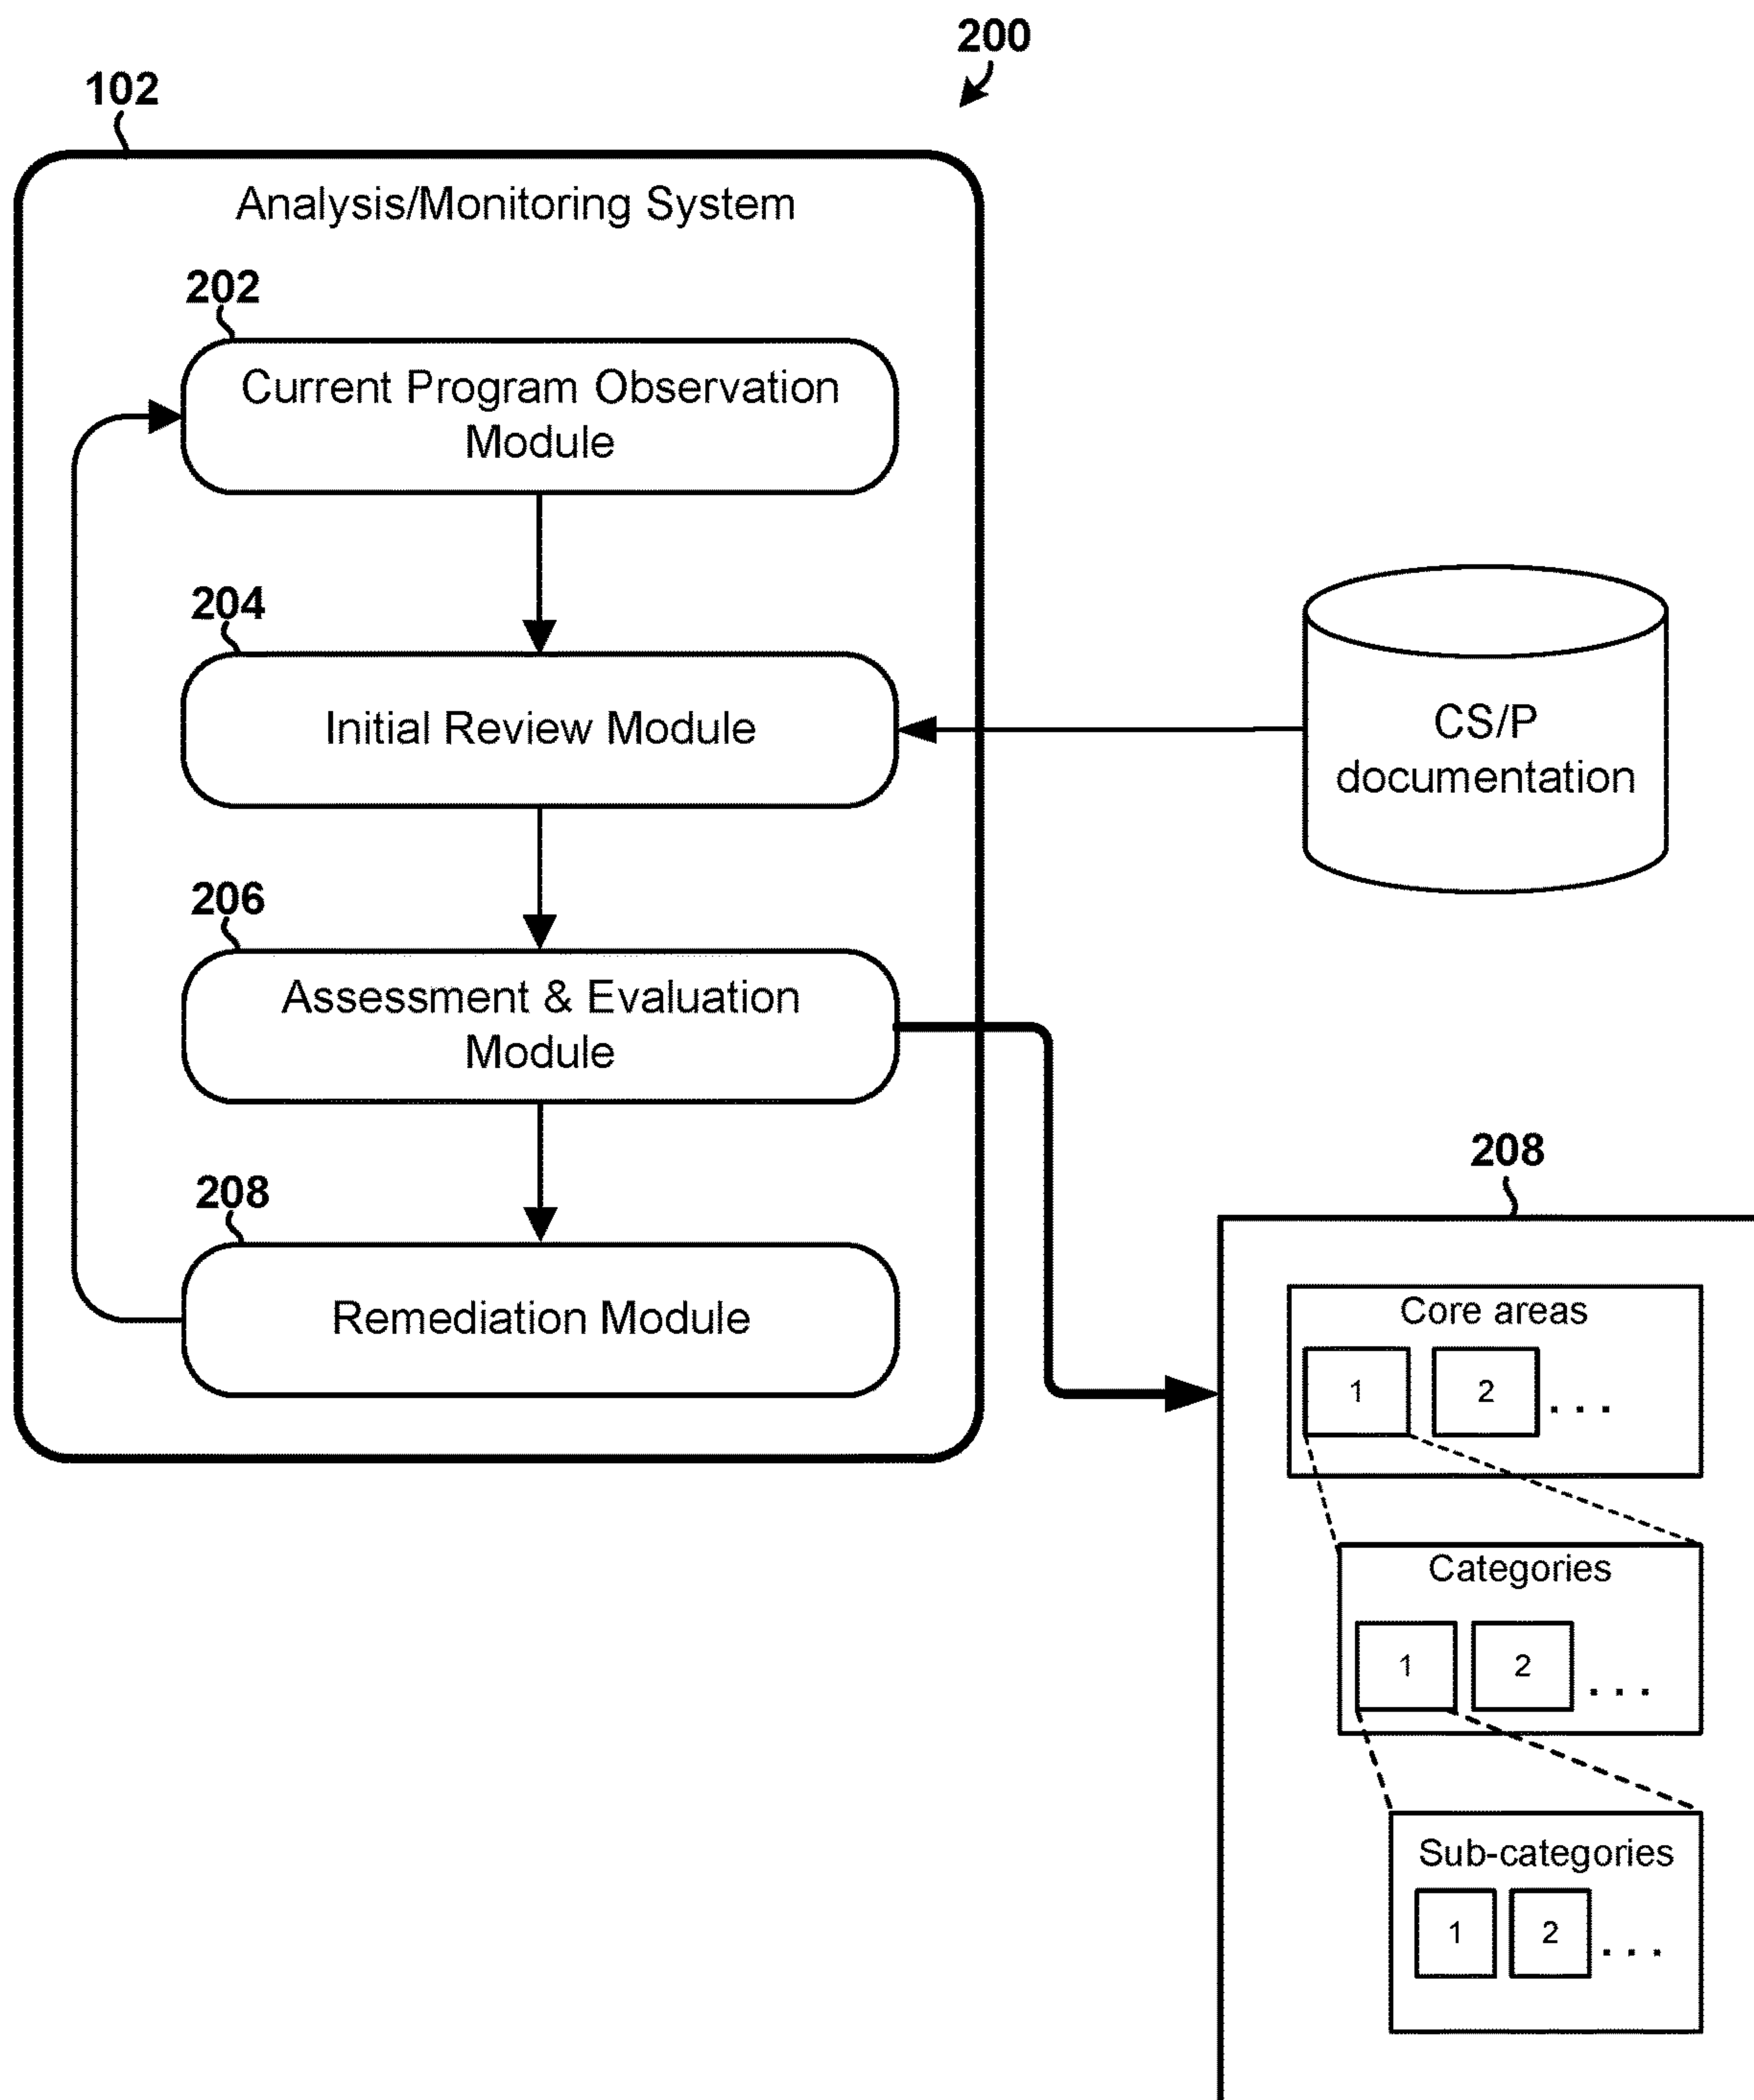 200
102
Analysis/Monitoring System
202
Current Program Observation
Module
204
Initial Review Module
CS/P
documentation
206
Assessment & Evaluation
Module
208
Remediation Module
208
Core areas
1 2 ...
Categories
1 2 ...
Sub-categories
1 2 ...